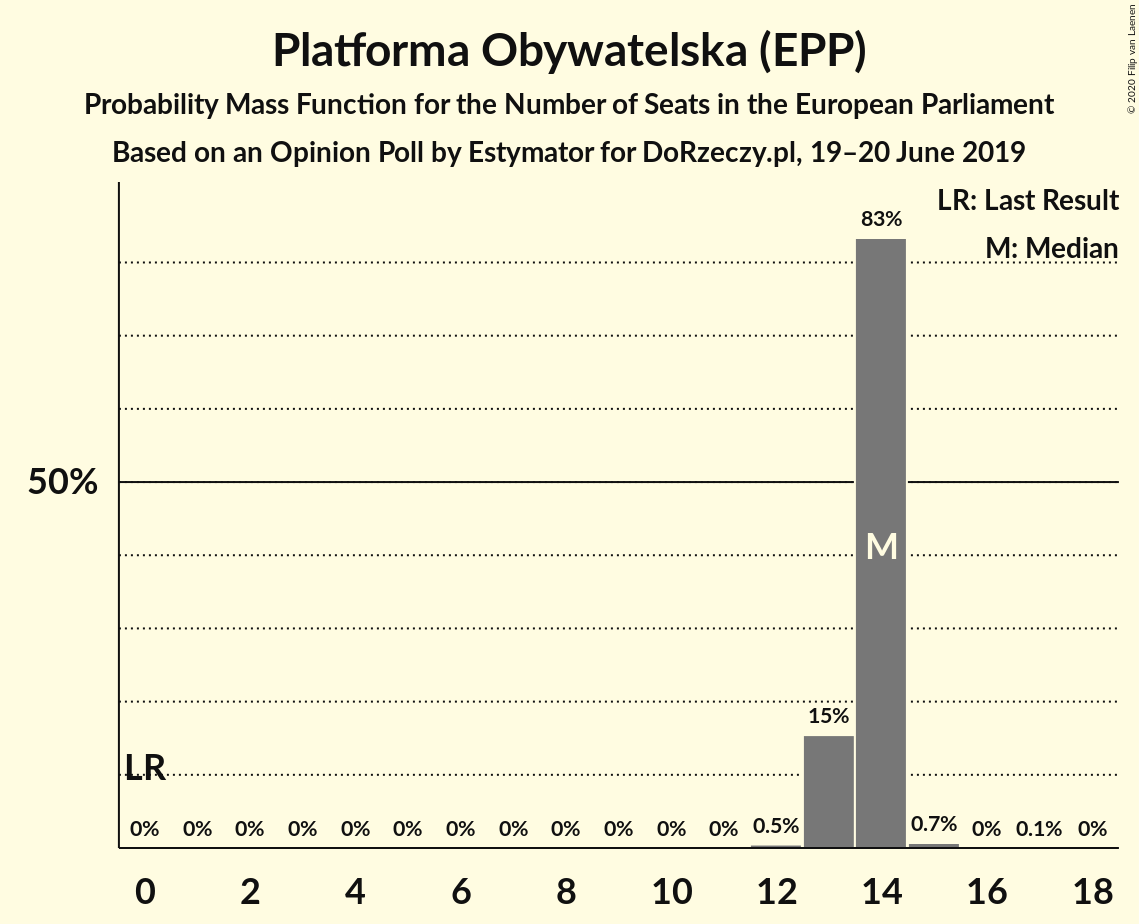 Platforma Obywatelska (EPP)
Probability Mass Function for the Number of Seats in the European Parliament
Based on an Opinion Poll by Estymator for DoRzeczy.pl, 19–20 June 2019
© 2020 Filip van Laenen
LR: Last Result
M: Median
83%
50%
M
15%
LR
0% 0% 0% 0% 0% 0% 0% 0% 0% 0% 0% 0% 0.5% 0.7% 0% 0.1% 0%
0 2 4 6 8 10 12 14 16 18